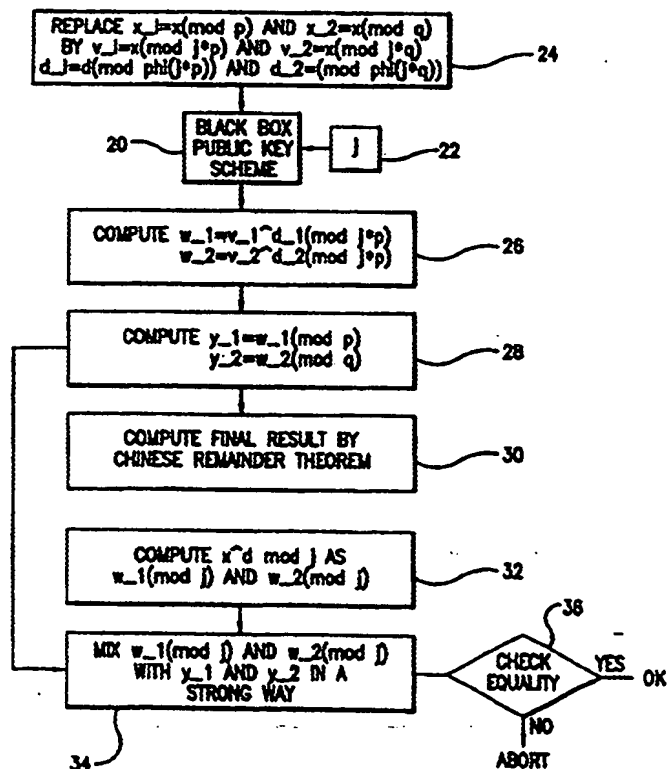 REPLACE x_i=x(mod p) AND x_2=x(mod q)
BY v_i=x(mod j*p) AND v_2=x(mod j*q)
d_i=d(mod phi(j*p)) AND d_2=(mod phi(j*q))
24
BLACK BOX
PUBLIC KEY
SCHEME
20
j
22
COMPUTE w_1=v_1^d_1(mod j*p)
w_2=v_2^d_2(mod j*p)
26
COMPUTE y_1=w_1(mod p)
y_2=w_2(mod q)
28
COMPUTE FINAL RESULT BY
CHINESE REMAINDER THEOREM
30
COMPUTE x^d mod j AS
w_1(mod j) AND w_2(mod j)
32
MIX w_1(mod j) AND w_2(mod j)
WITH y_1 AND y_2 IN A
STRONG WAY
34
36
CHECK
EQUALITY
YES
OK
NO
ABORT